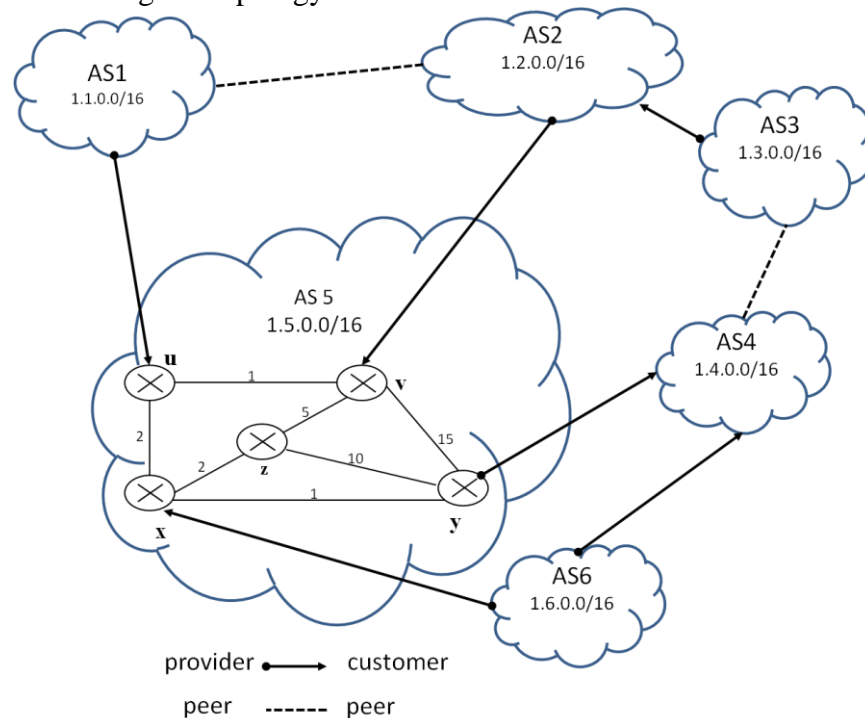 AS2
1.2.0.0/16
AS1
1.1.0.0/16
AS3
1.3.0.0/16
AS 5
1.5.0.0/16
AS4
1.4.0.0/16
u
1
v
5
15
2
z
10
2
1
x
y
AS6
1.6.0.0/16
provider customer
peer peer